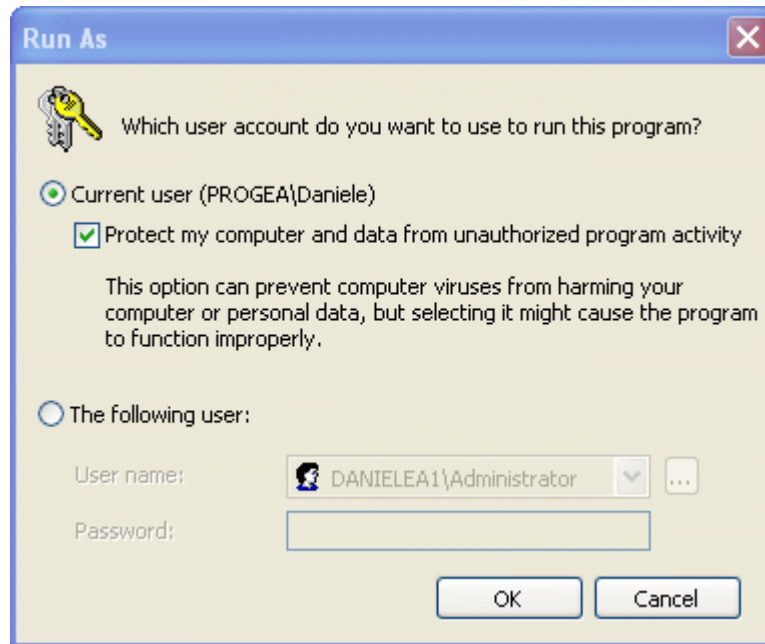 Run As
Which user account do you want to use to run this program?
Current user (PROGEA\Daniele)
Protect my computer and data from unauthorized program activity
This option can prevent computer viruses from harming your
computer or personal data, but selecting it might cause the program
to function improperly.
The following user:
User name:
DANIELEA1\Administrator
...
Password:
OK
Cancel